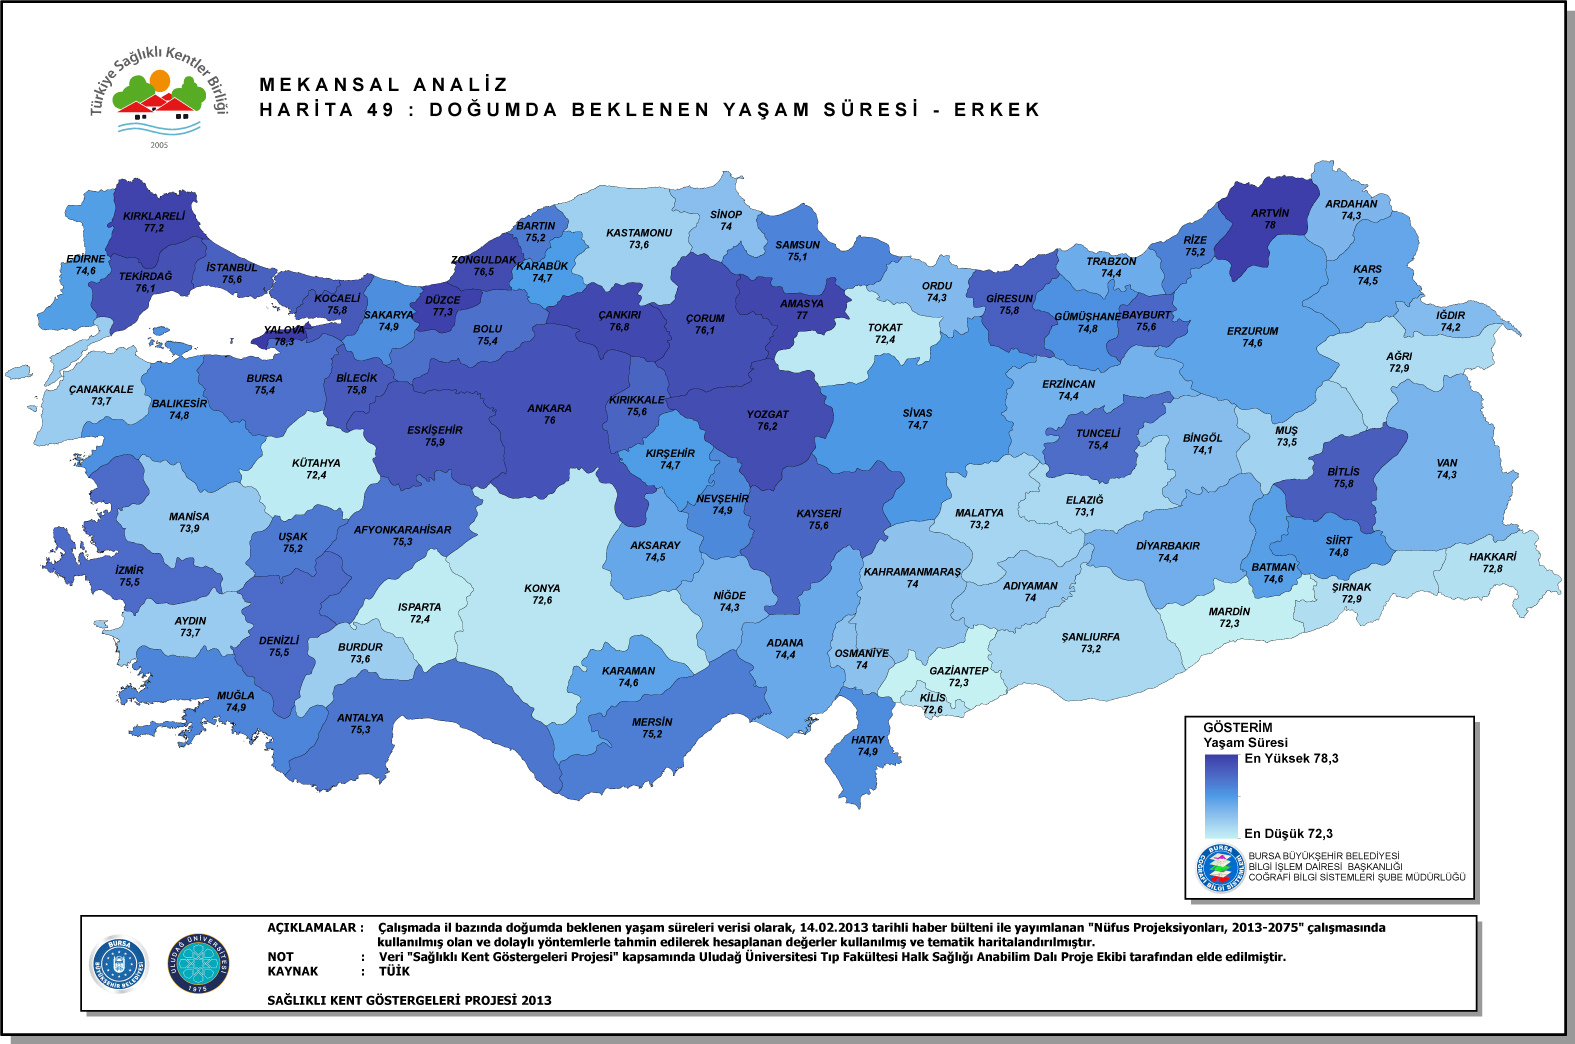 Türkiye Sağlıklı Kentler Birliği
2005
MEKANSAL ANALİZ
HARİTA 49 : DOĞUMDA BEKLENEN YAŞAM SÜRESİ - ERKEK
KIRKLARELİ
77,2
EDİRNE
74,6
TEKİRDAĞ
76,1
İSTANBUL
75,6
KOCAELİ
75,8
YALOVA
78,3
SAKARYA
74,9
DÜZCE
77,3
ZONGULDAK
76,5
BARTIN
75,2
KARABÜK
74,7
KASTAMONU
73,6
SİNOP
74
SAMSUN
75,1
BOLU
75,4
ÇANKIRI
76,8
ÇORUM
76,1
AMASYA
77
TOKAT
72,4
ORDU
74,3
GİRESUN
75,8
TRABZON
74,4
GÜMÜŞHANE
74,8
BAYBURT
75,6
RİZE
75,2
ARTVİN
78
ARDAHAN
74,3
KARS
74,5
IĞDIR
74,2
ERZURUM
74,6
AĞRI
72,9
ÇANAKKALE
73,7
BALIKESİR
74,8
BURSA
75,4
BİLECİK
75,8
ESKİŞEHİR
75,9
ANKARA
76
KIRIKKALE
75,6
YOZGAT
76,2
SİVAS
74,7
ERZİNCAN
74,4
TUNCELİ
75,4
BİNGÖL
74,1
MUŞ
73,5
BİTLİS
75,8
VAN
74,3
KÜTAHYA
72,4
KIRŞEHİR
74,7
NEVŞEHİR
74,9
KAYSERİ
75,6
MALATYA
73,2
ELAZIĞ
73,1
DİYARBAKIR
74,4
BATMAN
74,6
SİİRT
74,8
ŞIRNAK
72,9
HAKKARİ
72,8
MANİSA
73,9
UŞAK
75,2
AFYONKARAHİSAR
75,3
İZMİR
75,5
AYDIN
73,7
DENİZLİ
75,5
ISPARTA
72,4
BURDUR
73,6
KONYA
72,6
AKSARAY
74,5
NİĞDE
74,3
KAHRAMANMARAŞ
74
ADIYAMAN
74
ŞANLIURFA
73,2
MARDİN
72,3
MUĞLA
74,9
ANTALYA
75,3
KARAMAN
74,6
MERSİN
75,2
ADANA
74,4
OSMANİYE
74
GAZİANTEP
72,3
KİLİS
72,6
HATAY
74,9
GÖSTERİM
Yaşam Süresi
En Yüksek 78,3
En Düşük 72,3
BURSA
COĞRAFİ BİLGİ SİSTEMLERİ
BURSA BÜYÜKŞEHİR BELEDİYESİ
BİLGİ İŞLEM DAİRESİ BAŞKANLIĞI
COĞRAFİ BİLGİ SİSTEMLERİ ŞUBE MÜDÜRLÜĞÜ
BURSA
BÜYÜKŞEHİR BELEDİYESİ
ULUDAĞ ÜNİVERSİTESİ
1975
AÇIKLAMALAR : Çalışmada il bazında doğumda beklenen yaşam süreleri verisi olarak, 14.02.2013 tarihli haber bülteni ile yayımlanan "Nüfus Projeksiyonları, 2013-2075" çalışmasında
kullanılmış olan ve dolaylı yöntemlerle tahmin edilerek hesaplanan değerler kullanılmış ve tematik haritalandırılmıştır.
NOT : Veri "Sağlıklı Kent Göstergeleri Projesi" kapsamında Uludağ Üniversitesi Tıp Fakültesi Halk Sağlığı Anabilim Dalı Proje Ekibi tarafından elde edilmiştir.
KAYNAK : TÜİK
SAĞLIKLI KENT GÖSTERGELERİ PROJESİ 2013